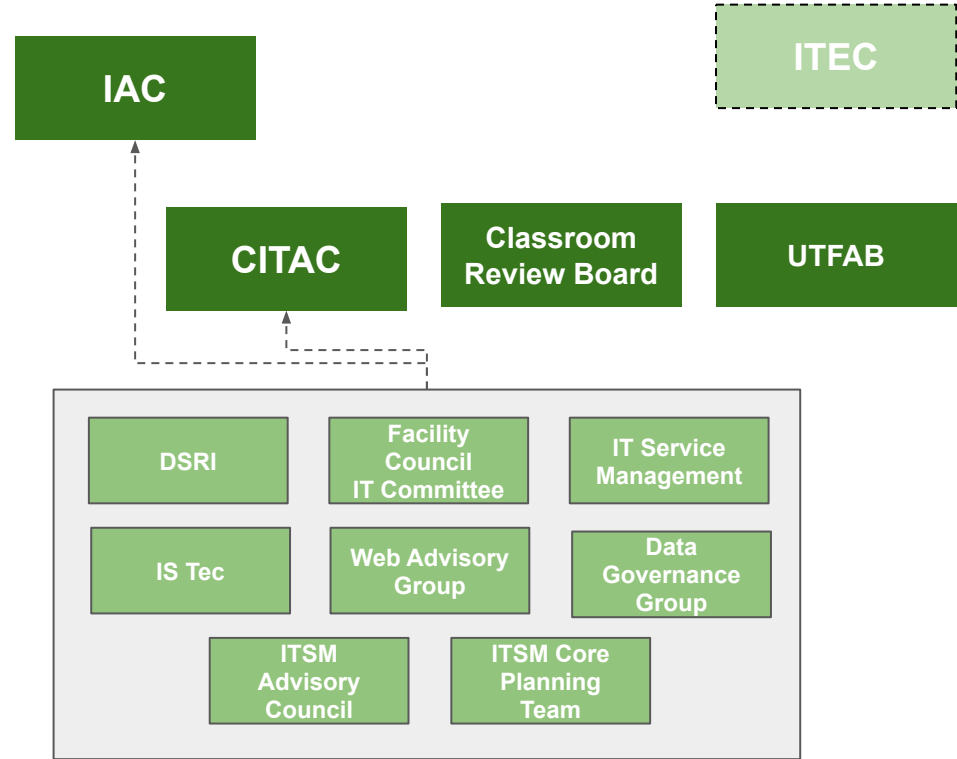 IAC
ITEC
CITAC
Classroom
Review Board
UTFAB
DSRI
Facility
Council
IT Committee
IT Service
Management
IS Tec
Web Advisory
Group
Data
Governance
Group
ITSM
Advisory
Council
ITSM Core
Planning
Team